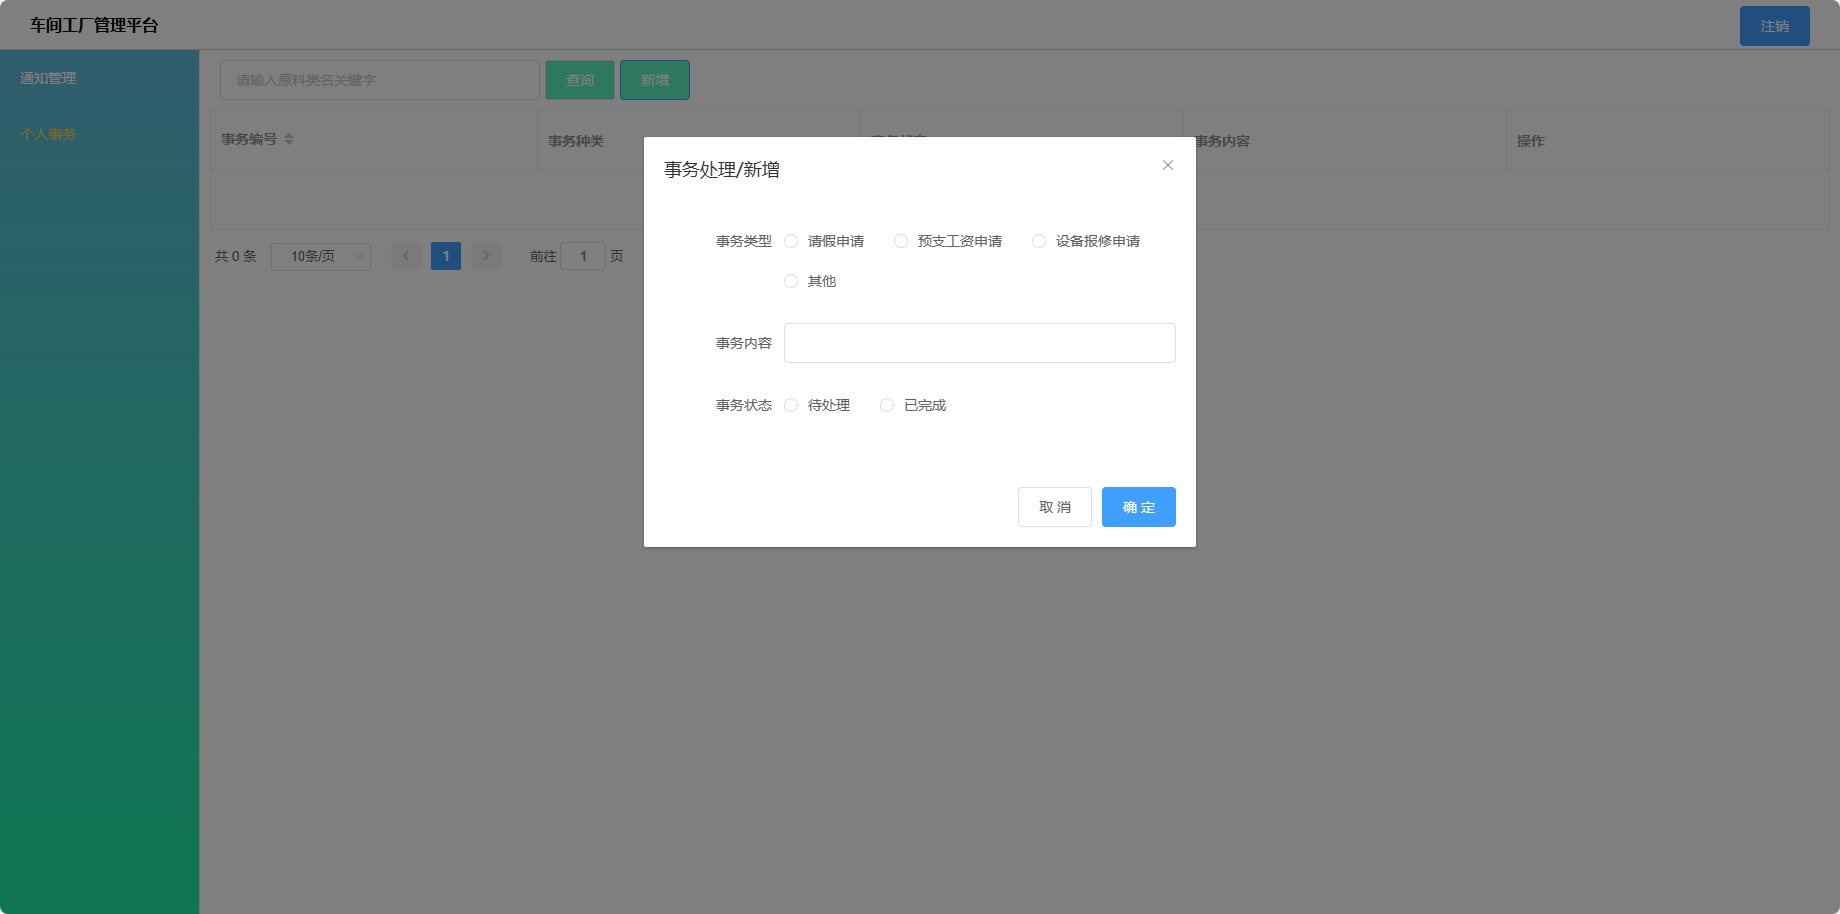 车间工厂管理平台
注销
通知管理
个人事务
请输入原料类名关键字
查询
新增
事务编号
事务种类
事务内容
操作
共 0 条
10条/页
1
前往
1
页
事务处理/新增
事务类型
请假申请
预支工资申请
设备报修申请
其他
事务内容
事务状态
待处理
已完成
取 消
确 定